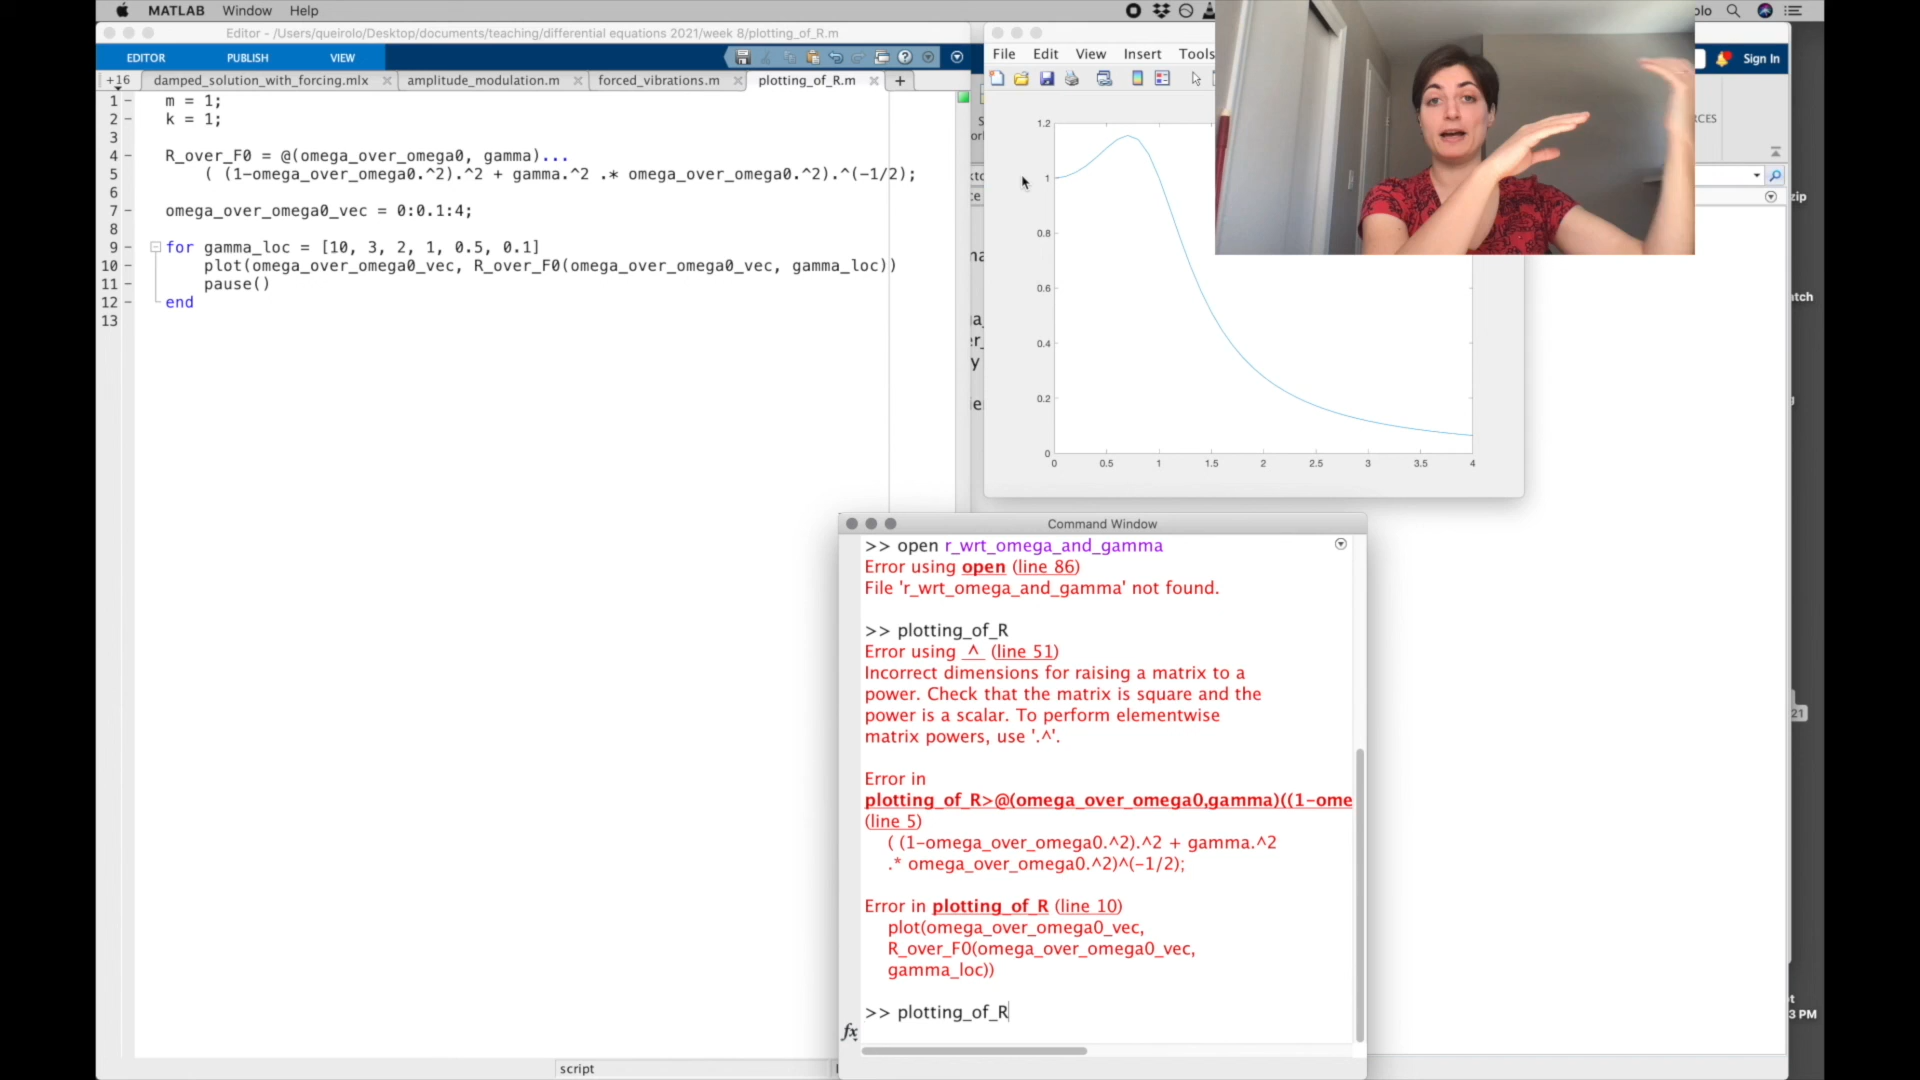 MATLAB Window Help
olo
Editor - /Users/queirolo/Desktop/documents/teaching/differential equations 2021/week 8/plotting_of_R.m
EDITOR PUBLISH VIEW
+16 damped_solution_with_forcing.mlx amplitude_modulation.m forced_vibrations.m plotting_of_R.m +
1 m = 1;
2 k = 1;
3
4 R_over_F0 = @(omega_over_omega0, gamma)...
5 ( (1-omega_over_omega0.^2).^2 + gamma.^2 .* omega_over_omega0.^2).^(-1/2);
6
7 omega_over_omega0_vec = 0:0.1:4;
8
9 for gamma_loc = [10, 3, 2, 1, 0.5, 0.1]
10 plot(omega_over_omega0_vec, R_over_F0(omega_over_omega0_vec, gamma_loc))
11 pause()
12 end
13
script
File Edit View Insert Tools
Sign In
RCES
zip
1.2
1
0.8
0.6
0.4
0.2
0
0 0.5 1 1.5 2 2.5 3 3.5 4
Command Window
>> open r_wrt_omega_and_gamma
Error using open (line 86)
File 'r_wrt_omega_and_gamma' not found.
>> plotting_of_R
Error using ^ (line 51)
Incorrect dimensions for raising a matrix to a
power. Check that the matrix is square and the
power is a scalar. To perform elementwise
matrix powers, use '.^'.
Error in
plotting_of_R>@(omega_over_omega0,gamma)((1-ome
(line 5)
( (1-omega_over_omega0.^2).^2 + gamma.^2
.* omega_over_omega0.^2)^(-1/2);
Error in plotting_of_R (line 10)
plot(omega_over_omega0_vec,
R_over_F0(omega_over_omega0_vec,
gamma_loc))
>> plotting_of_R
fx
21
3 PM